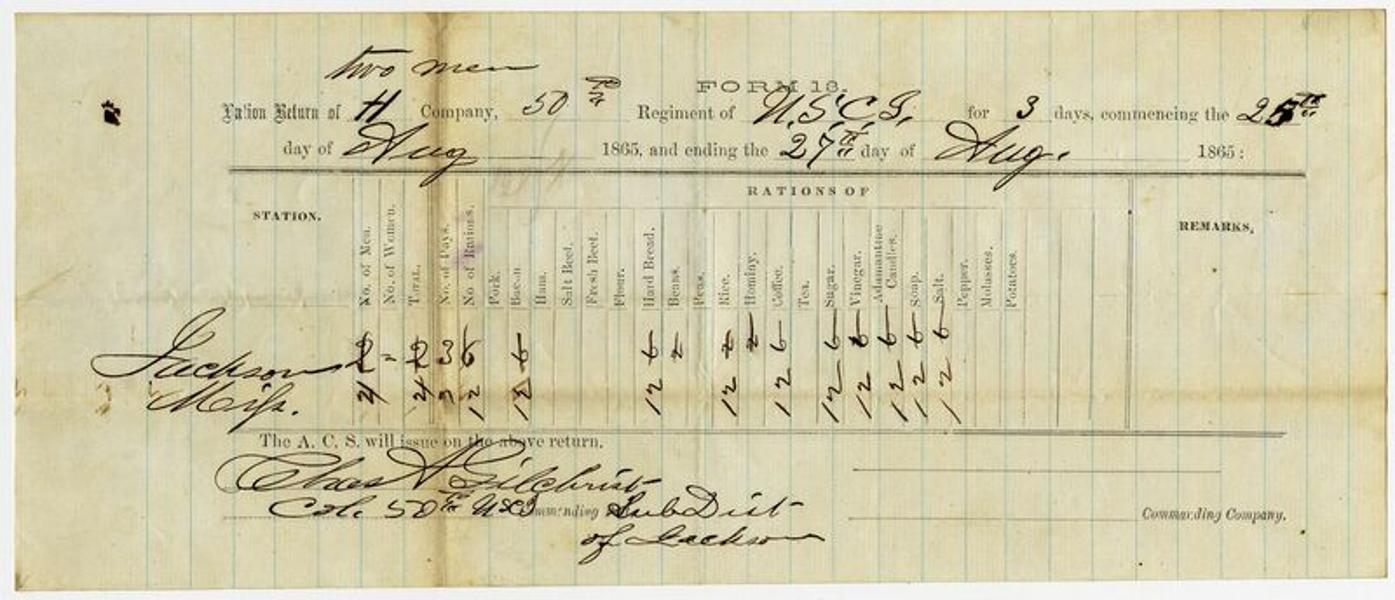 two men
FORM 13.
Ration Return of H Company, 50th Regiment of U.S.C.I. for 3 days, commencing the 25th
day of Aug 1865, and ending the 27th day of Aug. 1865:
RATIONS OF
STATION. No. of Men. No. of Women. Total. No. of Days. No. of Rations. Pork. Bacon. Ham. Salt Beef. Fresh Beef. Flour. Hard Bread. Beans. Peas. Rice. Hominy. Coffee. Tea. Sugar. Vinegar. Adamantine Candles. Soap. Salt. Pepper. Molasses. Potatoes. REMARKS.
Jackson 2 - 2 3 6 6 6 2 2 2 6 6 6 6 6 6
Miss. 4 4 3 12 12 12 12 12 12 12 12 12 12
The A. C. S. will issue on the above return.
Chas A Gilchrist
Col. 50th USC Commanding Sub Dist
of Jackson
Commanding Company.